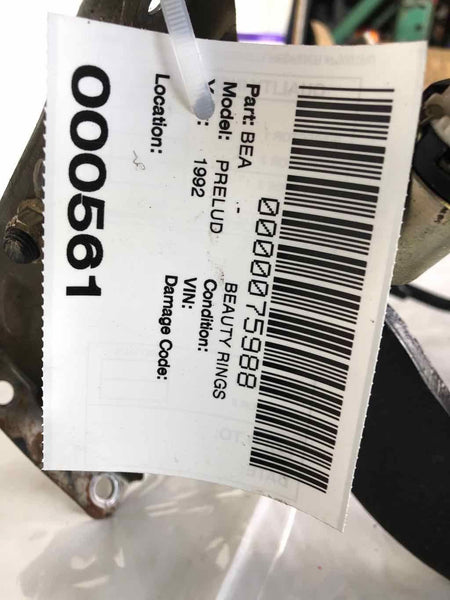 0000075988
Part: BEA - BEAUTY RINGS
Model: PRELUD Condition:
1992 VIN:
Damage Code:
Location:
000561